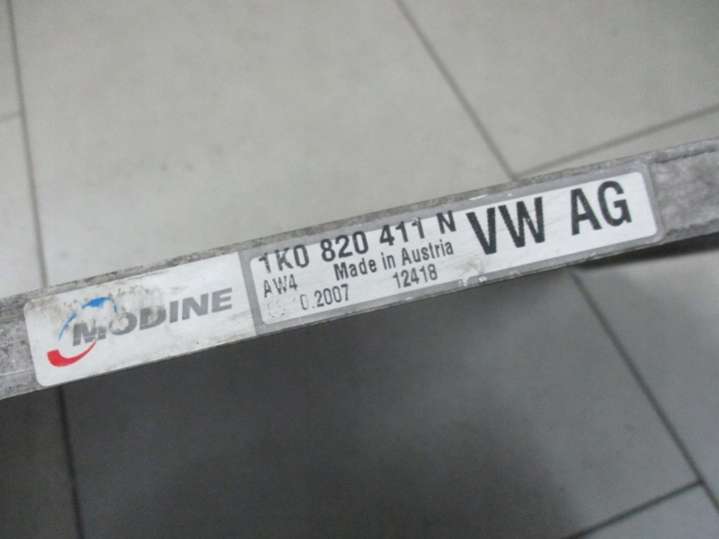 MODINE
1K0 820 411 N
VW AG
AW4 Made in Austria
0.2007 12418